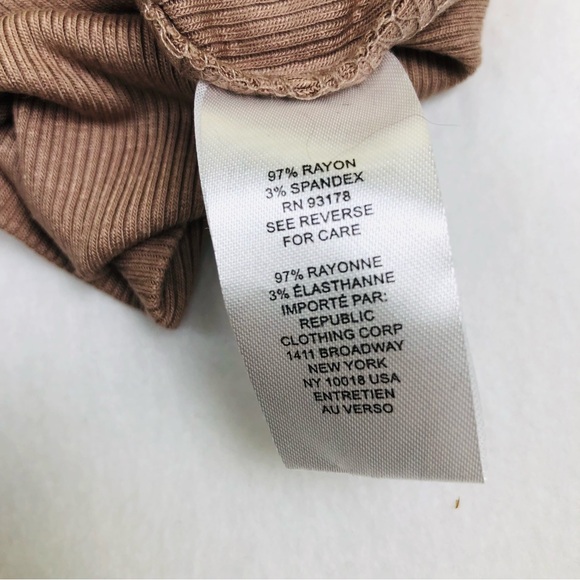 97% RAYON
3% SPANDEX
RN 93178
SEE REVERSE
FOR CARE
97% RAYONNE
3% ÉLASTHANNE
IMPORTÉ PAR:
REPUBLIC
CLOTHING CORP
1411 BROADWAY
NEW YORK
NY 10018 USA
ENTRETIEN
AU VERSO